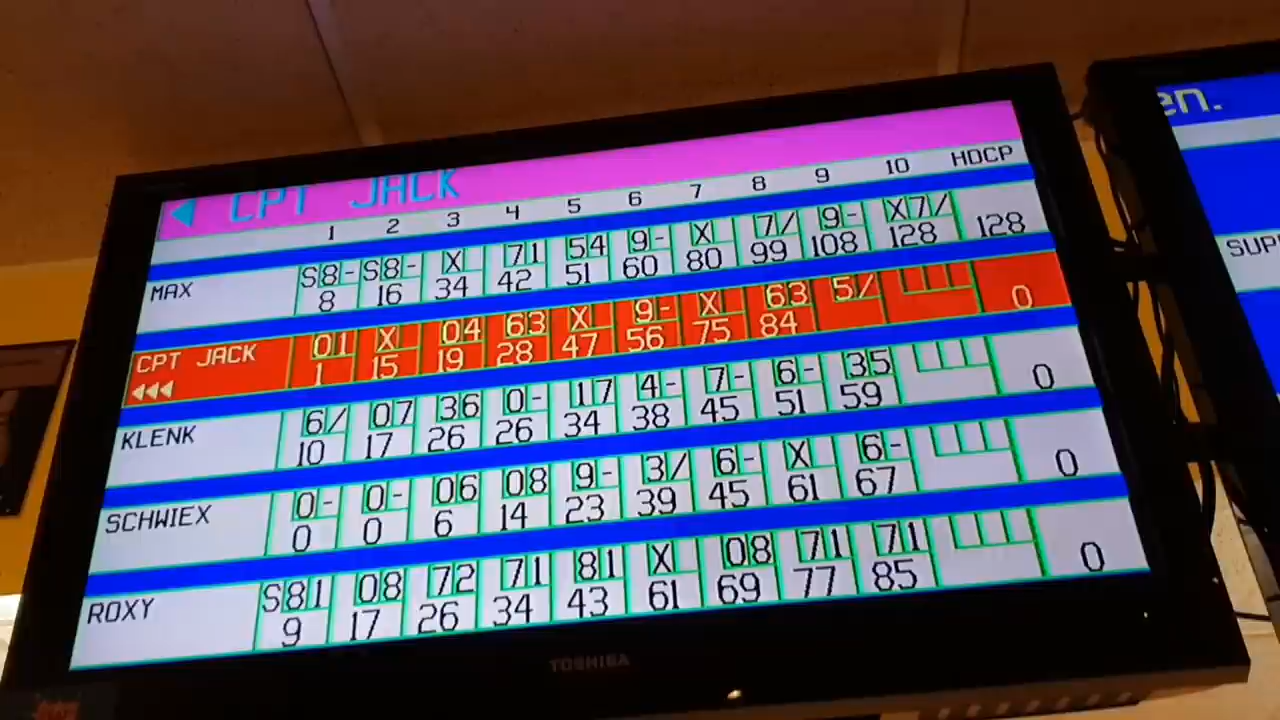 en.
◀ CPT JACK
1 2 3 4 5 6 7 8 9 10 HDCP
MAX S8- S8- X 71 54 9- X 7/ 9- X7/
8 16 34 42 51 60 80 99 108 128 128
CPT JACK 01 X 04 63 X 9- X 63 5/
◀◀◀ 1 15 19 28 47 56 75 84 0
KLENK 6/ 07 36 0- 17 4- 7- 6- 35
10 17 26 26 34 38 45 51 59 0
SCHWIEX 0- 0- 06 08 9- 3/ 6- X 6-
0 0 6 14 23 39 45 61 67 0
ROXY S81 08 72 71 81 X 08 71 71
9 17 26 34 43 61 69 77 85 0
TOSHIBA